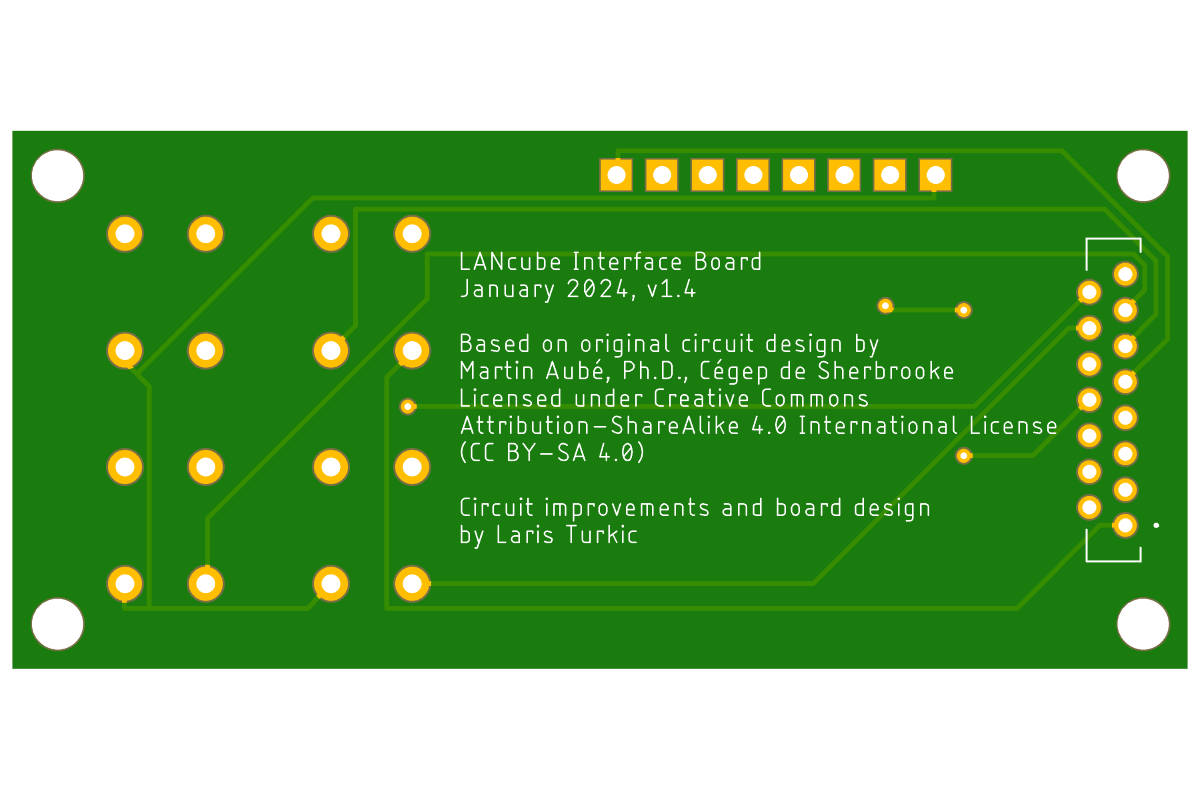 LANcube Interface Board
January 2024, v1.4
Based on original circuit design by
Martin Aubé, Ph.D., Cégep de Sherbrooke
Licensed under Creative Commons
Attribution-ShareAlike 4.0 International License
(CC BY-SA 4.0)
Circuit improvements and board design
by Laris Turkic